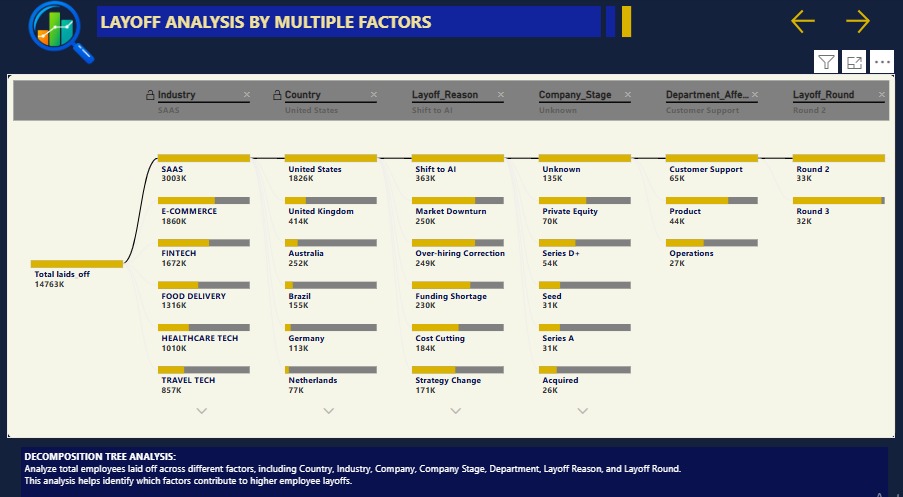 LAYOFF ANALYSIS BY MULTIPLE FACTORS
Industry
SAAS
Country
United States
Layoff_Reason
Shift to AI
Company_Stage
Unknown
Department_Affe...
Customer Support
Layoff_Round
Round 2
Total laids_off
14763K
SAAS
3003K
E-COMMERCE
1860K
FINTECH
1672K
FOOD DELIVERY
1316K
HEALTHCARE TECH
1010K
TRAVEL TECH
857K
United States
1826K
United Kingdom
414K
Australia
252K
Brazil
155K
Germany
113K
Netherlands
77K
Shift to AI
363K
Market Downturn
250K
Over-hiring Correction
249K
Funding Shortage
230K
Cost Cutting
184K
Strategy Change
171K
Unknown
135K
Private Equity
70K
Series D+
54K
Seed
31K
Series A
31K
Acquired
26K
Customer Support
65K
Product
44K
Operations
27K
Round 2
33K
Round 3
32K
DECOMPOSITION TREE ANALYSIS:
Analyze total employees laid off across different factors, including Country, Industry, Company, Company Stage, Department, Layoff Reason, and Layoff Round.
This analysis helps identify which factors contribute to higher employee layoffs.